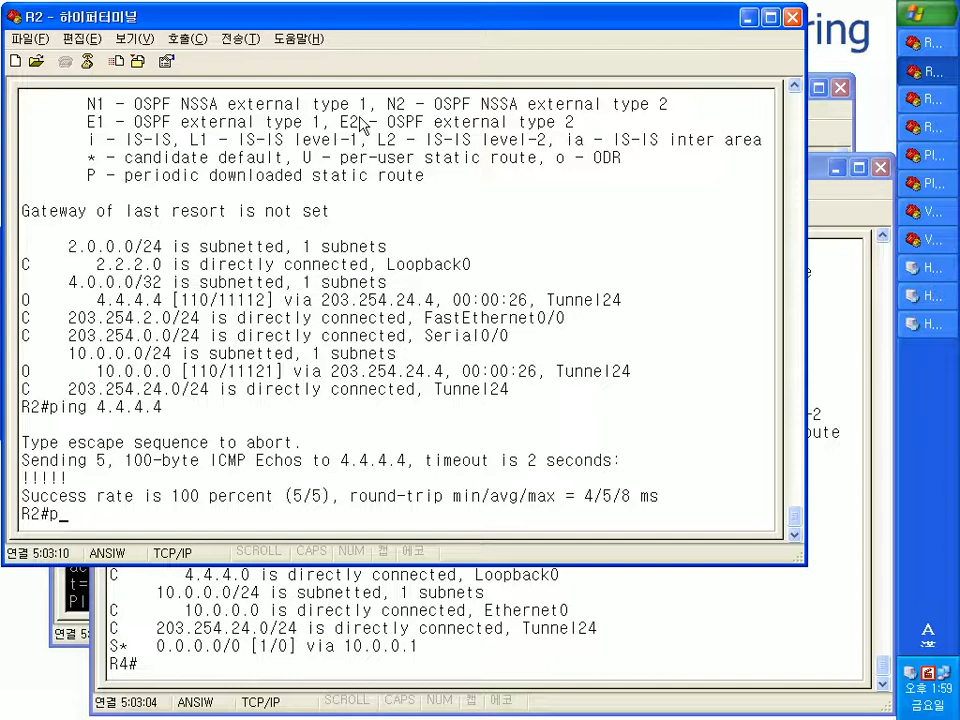 R2 - 하이퍼터미널
ring
파일(F) 편집(E) 보기(V) 호출(C) 전송(T) 도움말(H)
N1 - OSPF NSSA external type 1, N2 - OSPF NSSA external type 2
E1 - OSPF external type 1, E2 - OSPF external type 2
i - IS-IS, L1 - IS-IS level-1, L2 - IS-IS level-2, ia - IS-IS inter area
* - candidate default, U - per-user static route, o - ODR
P - periodic downloaded static route
Gateway of last resort is not set
2.0.0.0/24 is subnetted, 1 subnets
C 2.2.2.0 is directly connected, Loopback0
4.0.0.0/32 is subnetted, 1 subnets
O 4.4.4.4 [110/11112] via 203.254.24.4, 00:00:26, Tunnel24
C 203.254.2.0/24 is directly connected, FastEthernet0/0
C 203.254.0.0/24 is directly connected, Serial0/0
10.0.0.0/24 is subnetted, 1 subnets
O 10.0.0.0 [110/11121] via 203.254.24.4, 00:00:26, Tunnel24
C 203.254.24.0/24 is directly connected, Tunnel24
R2#ping 4.4.4.4
Type escape sequence to abort.
Sending 5, 100-byte ICMP Echos to 4.4.4.4, timeout is 2 seconds:
!!!!!
Success rate is 100 percent (5/5), round-trip min/avg/max = 4/5/8 ms
R2#p_
연결 5:03:10 ANSIW TCP/IP SCROLL CAPS NUM 캡 에코
-2
oute
C 4.4.4.0 is directly connected, Loopback0
10.0.0.0/24 is subnetted, 1 subnets
C 10.0.0.0 is directly connected, Ethernet0
C 203.254.24.0/24 is directly connected, Tunnel24
S* 0.0.0.0/0 [1/0] via 10.0.0.1
R4#
연결 5:03:04 ANSIW TCP/IP SCROLL CAPS NUM 캡 에코
t=
Pl
연결 5:
R...
R...
R...
R...
Pl...
Pl...
V...
V...
H...
H...
H...
A
漢
오후 1:59
금요일